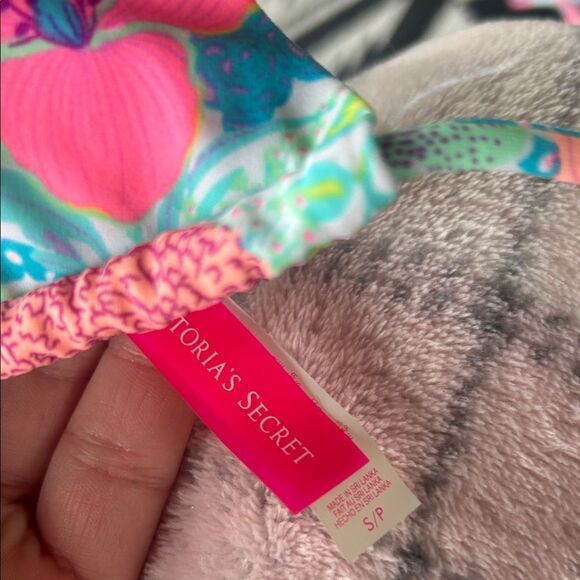 TORIA'S SECRET
MADE IN SRI LANKA
FAIT AU SRI LANKA
HECHO EN SRI LANKA
S/P